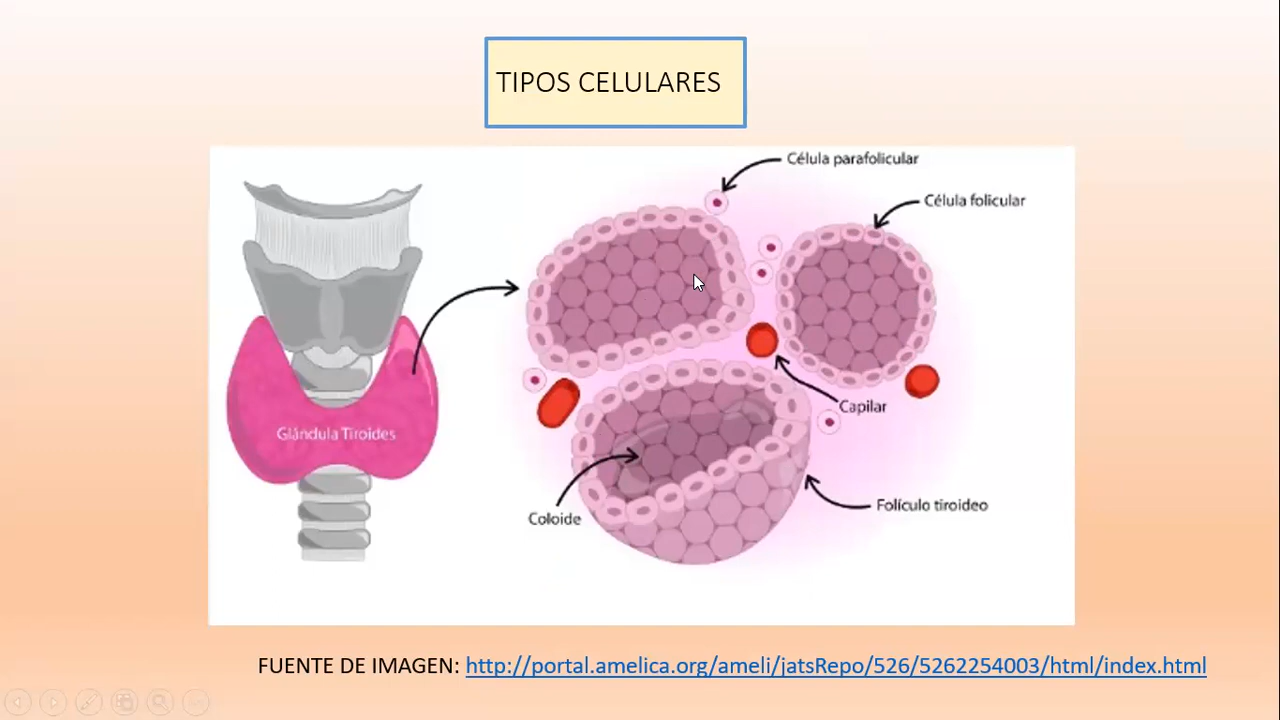 TIPOS CELULARES
Célula parafolicular
Célula folicular
Capilar
Glándula Tiroides
Folículo tiroideo
Coloide
FUENTE DE IMAGEN: http://portal.amelica.org/ameli/jatsRepo/526/5262254003/html/index.html